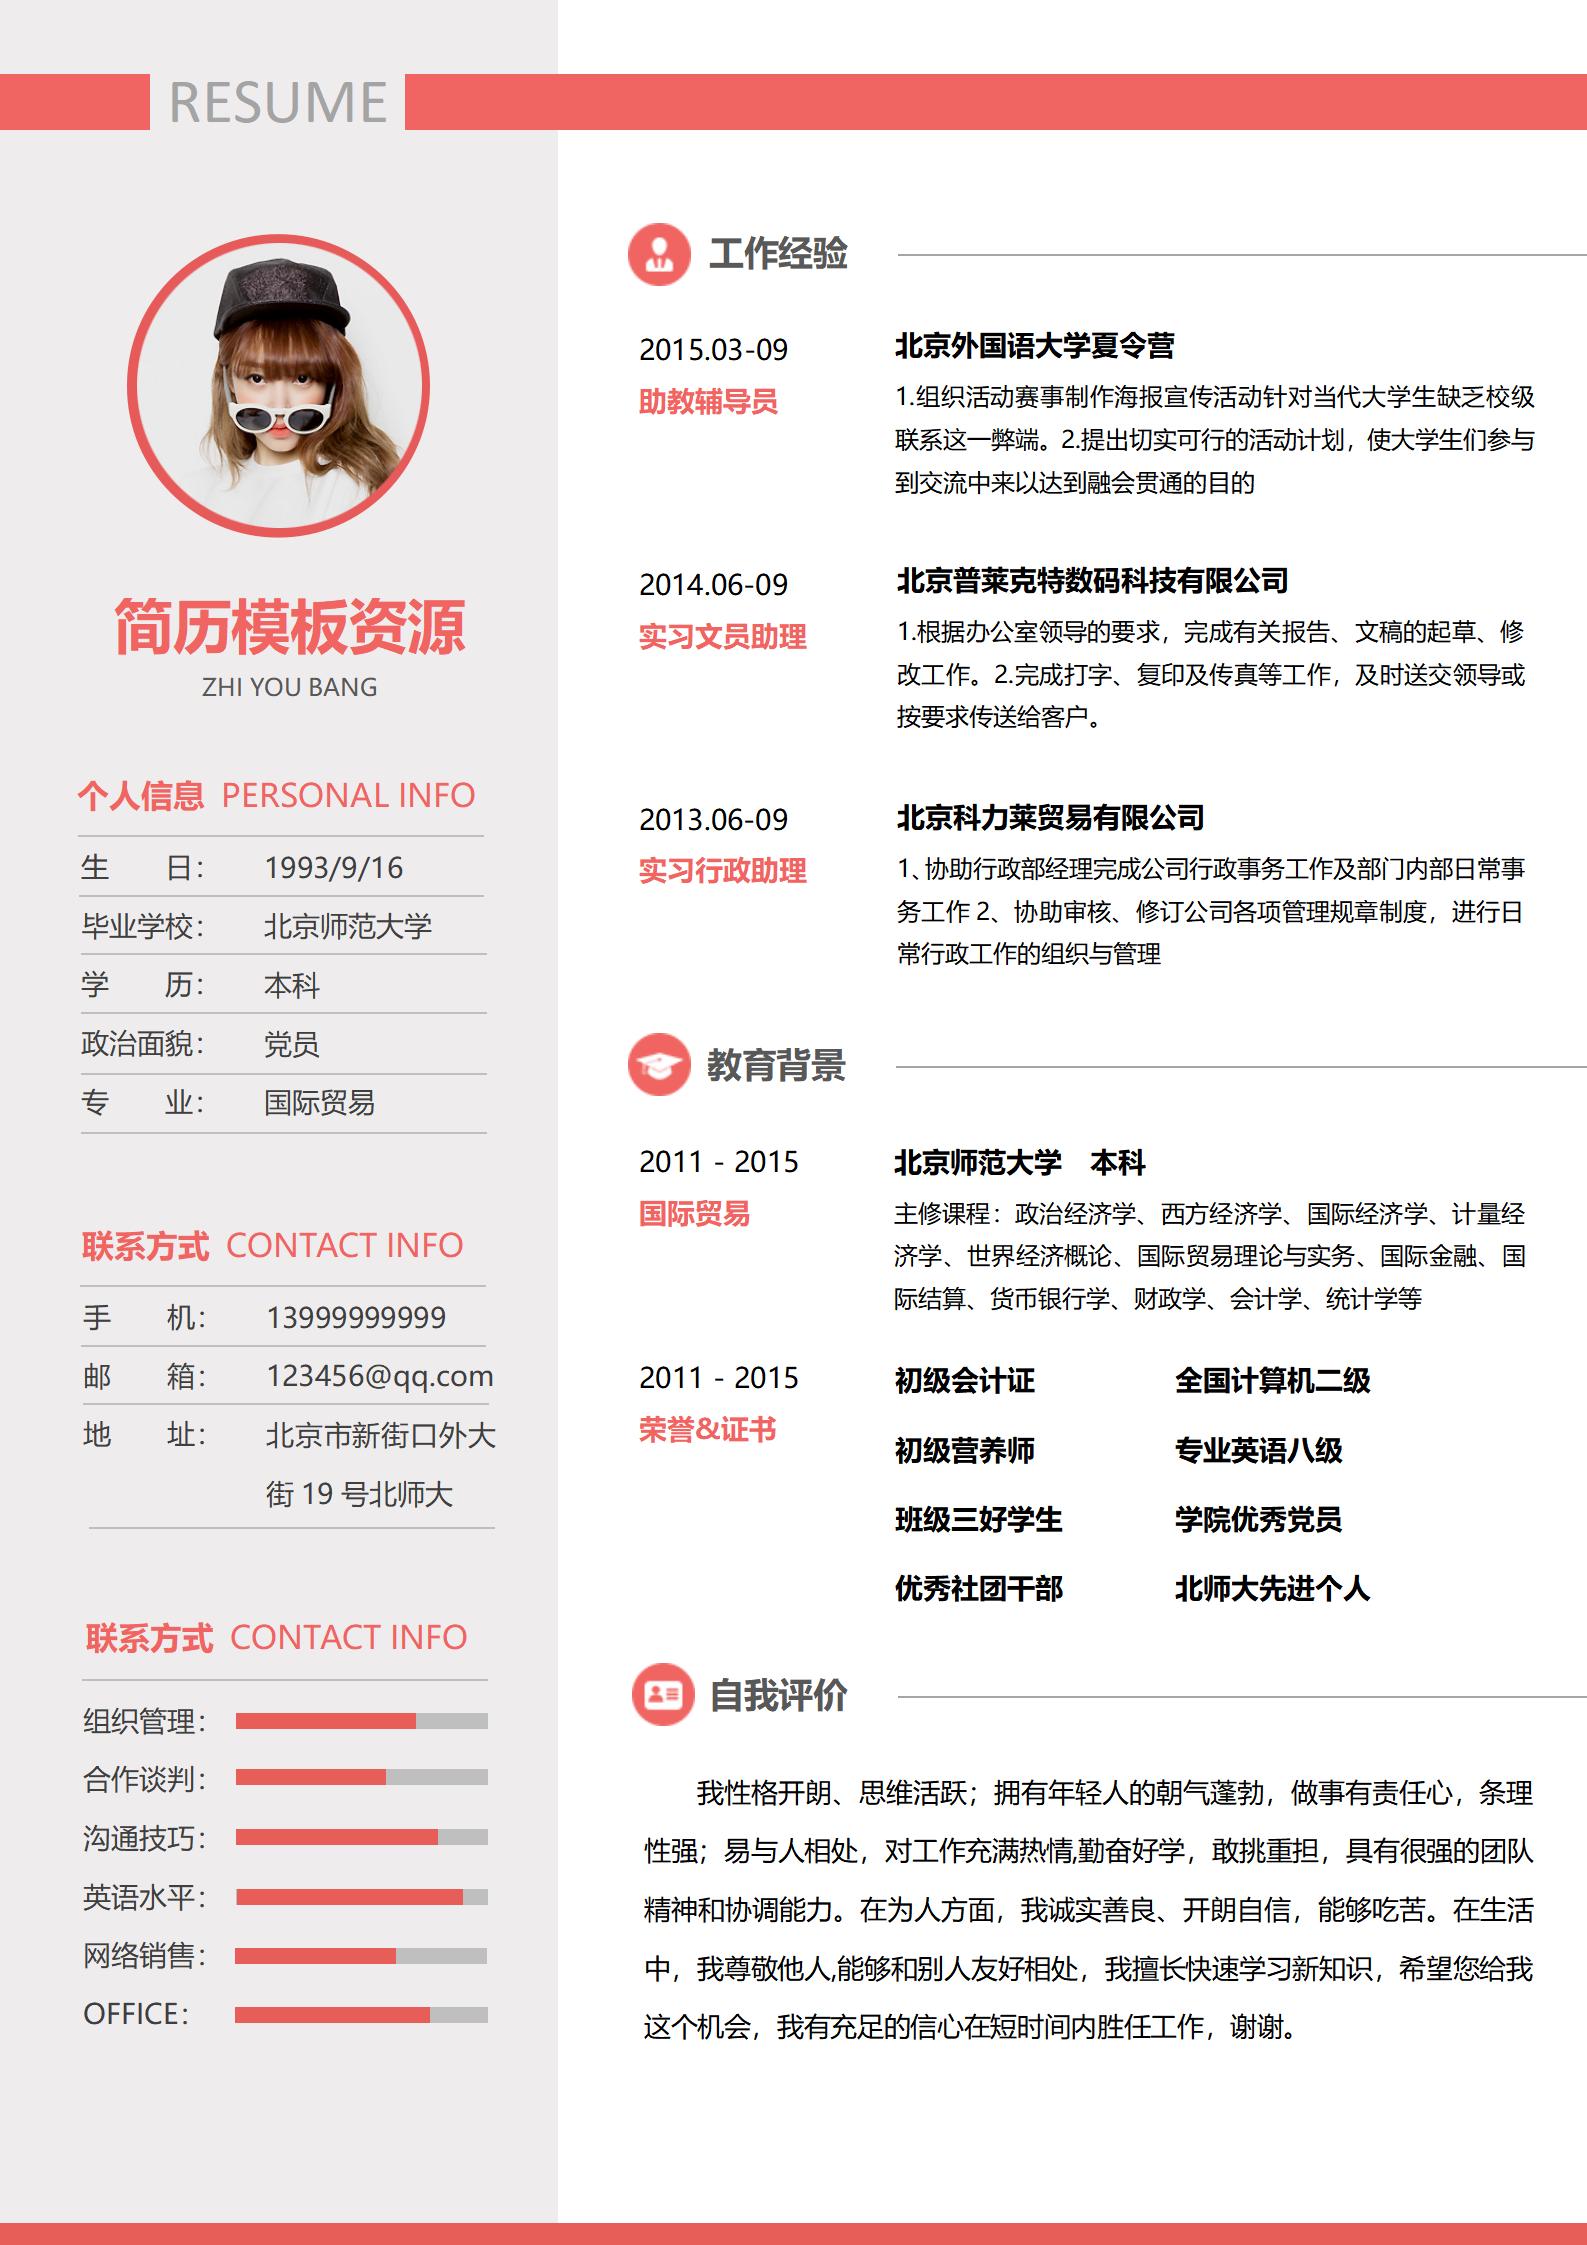 RESUME
简历模板资源
ZHI YOU BANG
个人信息 PERSONAL INFO
生 日： 1993/9/16
毕业学校： 北京师范大学
学 历： 本科
政治面貌： 党员
专 业： 国际贸易
联系方式 CONTACT INFO
手 机： 13999999999
邮 箱： 123456@qq.com
地 址： 北京市新街口外大
街 19 号北师大
联系方式 CONTACT INFO
组织管理：
合作谈判：
沟通技巧：
英语水平：
网络销售：
OFFICE：
工作经验
2015.03-09
助教辅导员
北京外国语大学夏令营
1.组织活动赛事制作海报宣传活动针对当代大学生缺乏校级
联系这一弊端。2.提出切实可行的活动计划，使大学生们参与
到交流中来以达到融会贯通的目的
2014.06-09
实习文员助理
北京普莱克特数码科技有限公司
1.根据办公室领导的要求，完成有关报告、文稿的起草、修
改工作。2.完成打字、复印及传真等工作，及时送交领导或
按要求传送给客户。
2013.06-09
实习行政助理
北京科力莱贸易有限公司
1、协助行政部经理完成公司行政事务工作及部门内部日常事
务工作 2、协助审核、修订公司各项管理规章制度，进行日
常行政工作的组织与管理
教育背景
2011 - 2015
国际贸易
北京师范大学 本科
主修课程：政治经济学、西方经济学、国际经济学、计量经
济学、世界经济概论、国际贸易理论与实务、国际金融、国
际结算、货币银行学、财政学、会计学、统计学等
2011 - 2015
荣誉&证书
初级会计证 全国计算机二级
初级营养师 专业英语八级
班级三好学生 学院优秀党员
优秀社团干部 北师大先进个人
自我评价
我性格开朗、思维活跃；拥有年轻人的朝气蓬勃，做事有责任心，条理
性强；易与人相处，对工作充满热情,勤奋好学，敢挑重担，具有很强的团队
精神和协调能力。在为人方面，我诚实善良、开朗自信，能够吃苦。在生活
中，我尊敬他人,能够和别人友好相处，我擅长快速学习新知识，希望您给我
这个机会，我有充足的信心在短时间内胜任工作，谢谢。